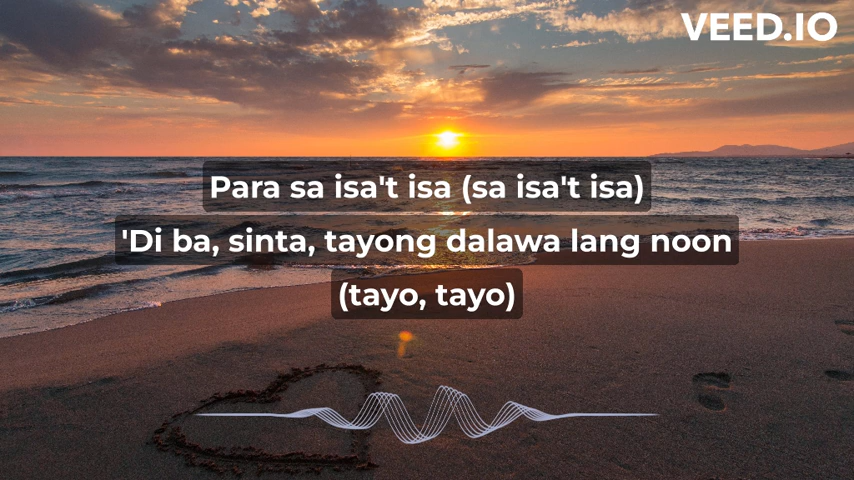 VEED.IO
Para sa isa't isa (sa isa't isa)
'Di ba, sinta, tayong dalawa lang noon
(tayo, tayo)